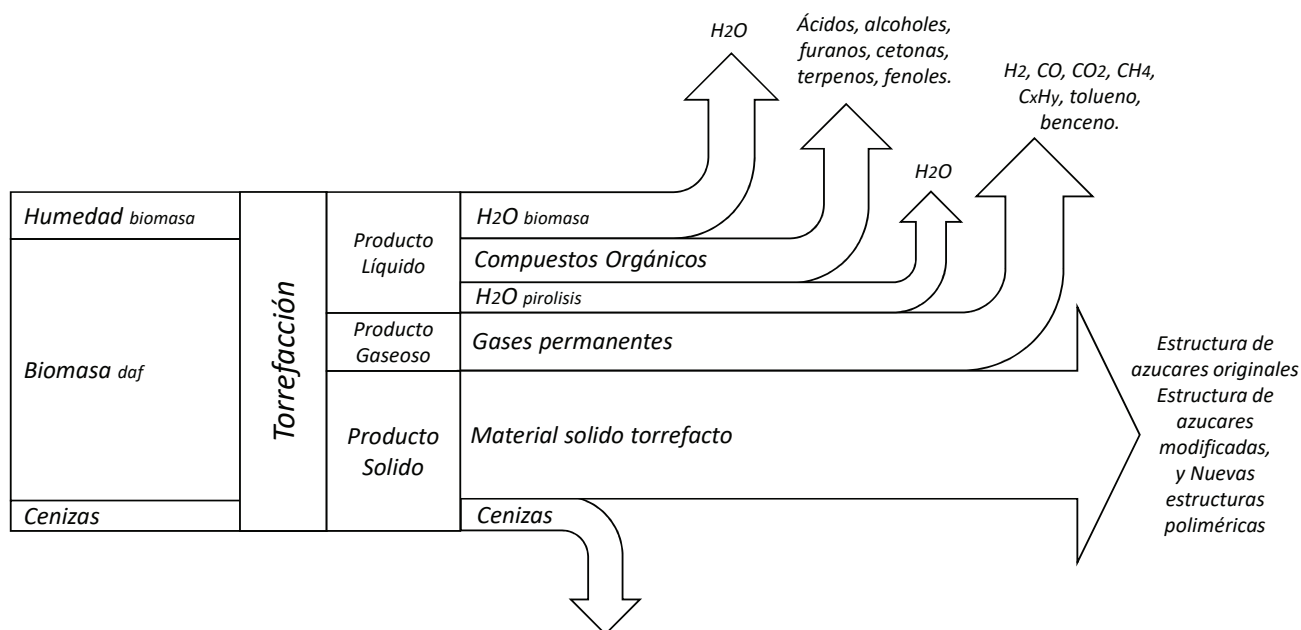 H2O
Ácidos, alcoholes,
furanos, cetonas,
terpenos, fenoles.
H2, CO, CO2, CH4,
CxHy, tolueno,
benceno.
H2O
Humedad biomasa
Biomasa daf
Cenizas
Torrefacción
Producto
Líquido
Producto
Gaseoso
Producto
Solido
H2O biomasa
Compuestos Orgánicos
H2O pirolisis
Gases permanentes
Material solido torrefacto
Cenizas
Estructura de
azucares originales
Estructura de
azucares
modificadas,
y Nuevas
estructuras
poliméricas